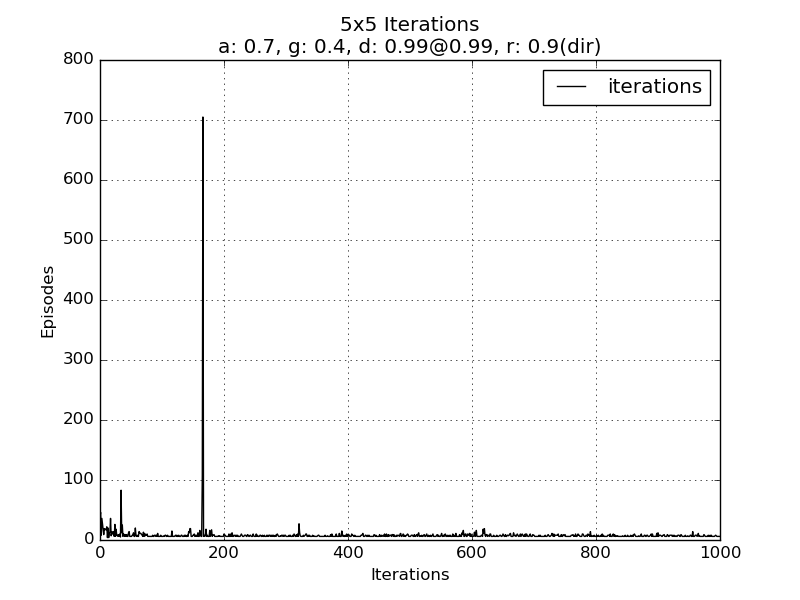 5x5 Iterations
a: 0.7, g: 0.4, d: 0.99@0.99, r: 0.9(dir)
iterations
800
700
600
500
400
300
200
100
0
Episodes
0 200 400 600 800 1000
Iterations